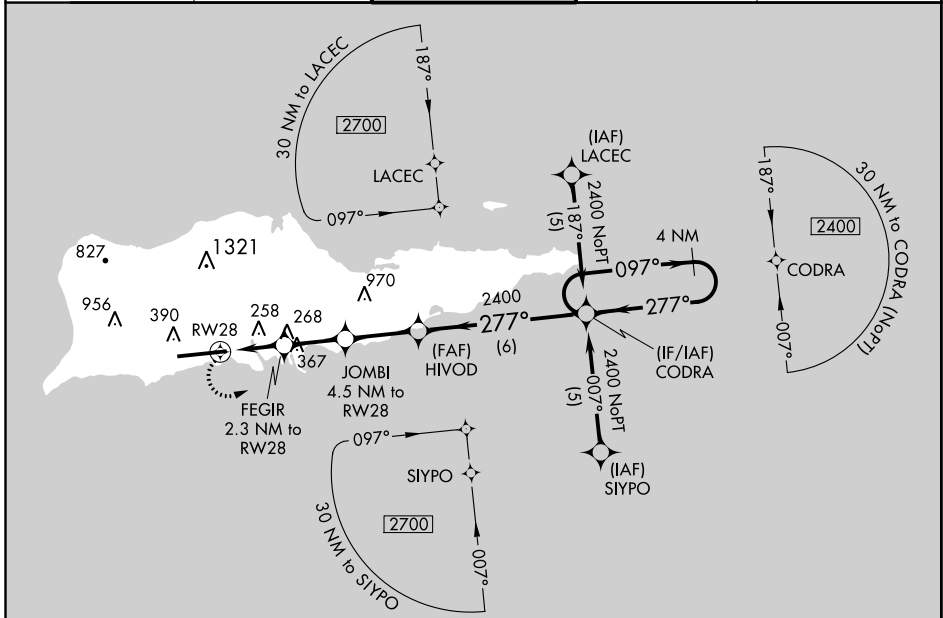 30 NM to LACEC
187°
2700
LACEC
097°
(IAF)
LACEC
2400 NoPT
187°
(5)
4 NM
097°
277°
187°
30 NM to CODRA (NoPT)
2400
CODRA
007°
827
1321
970
956
390
258
268
RW28
367
2400
277°
(6)
(FAF)
HIVOD
(IF/IAF)
CODRA
JOMBI
4.5 NM to
RW28
FEGIR
2.3 NM to
RW28
2400 NoPT
007°
(5)
(IAF)
SIYPO
097°
SIYPO
2700
007°
30 NM to SIYPO